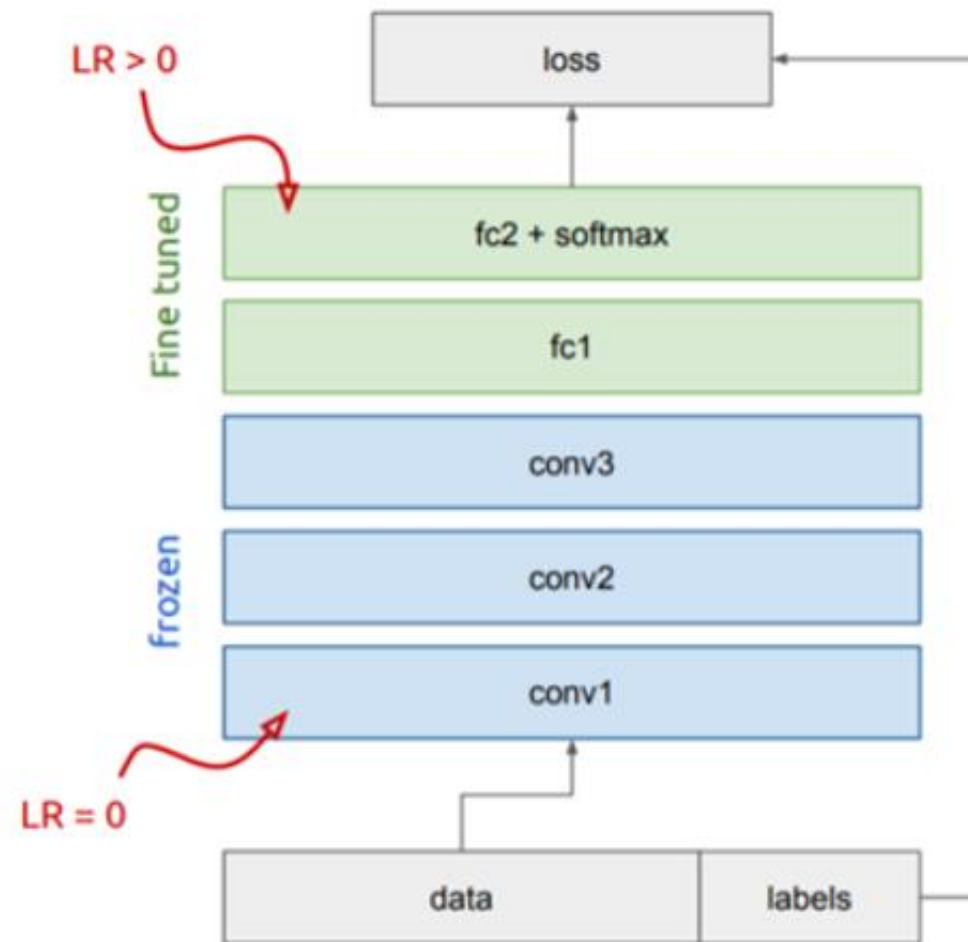 LR > 0
loss
Fine tuned
fc2 + softmax
fc1
conv3
frozen
conv2
conv1
LR = 0
data
labels